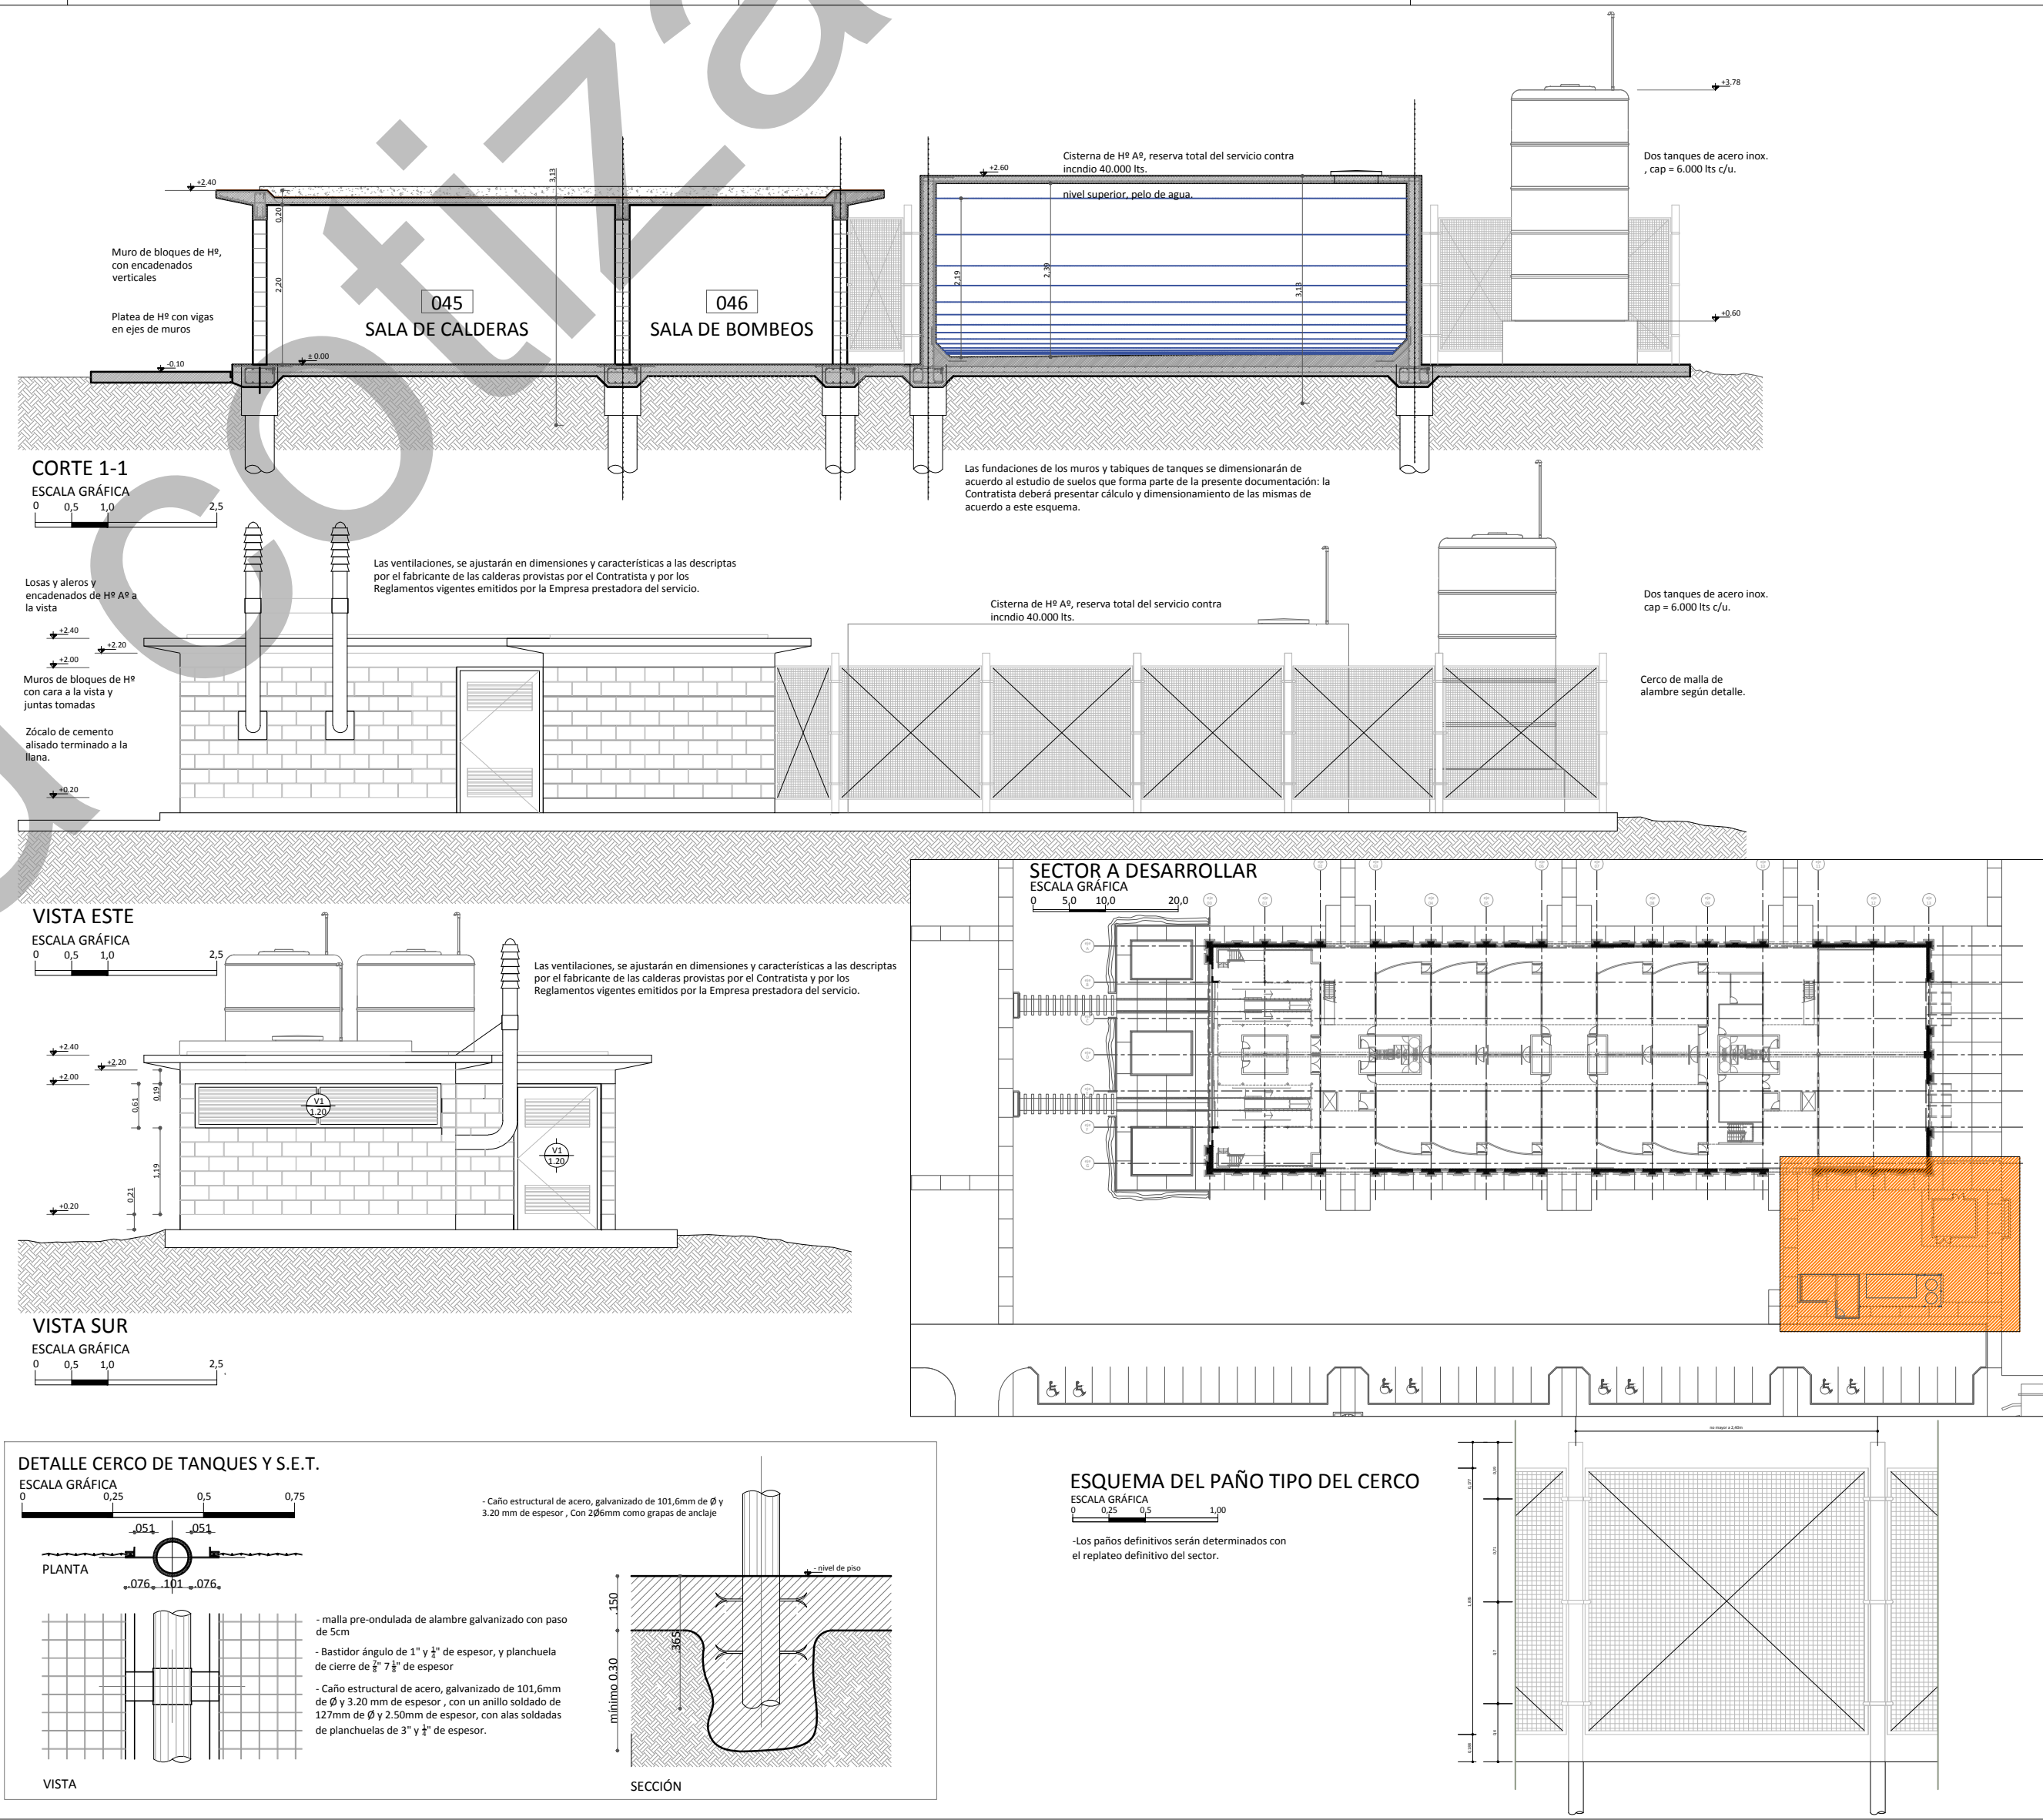 cotiza
+3.78
+2.60
Cisterna de Hº Aº, reserva total del servicio contra
incndio 40.000 lts.
nivel superior, pelo de agua.
Dos tanques de acero inox.
, cap = 6.000 lts c/u.
+2.40
3,13
0,20
2,20
Muro de bloques de Hº,
con encadenados
verticales
Platea de Hº con vigas
en ejes de muros
045
SALA DE CALDERAS
046
SALA DE BOMBEOS
2,19
2,39
3,13
+0.60
-0.10
± 0.00
CORTE 1-1
ESCALA GRÁFICA
0 0,5 1,0 2,5
Las fundaciones de los muros y tabiques de tanques se dimensionarán de
acuerdo al estudio de suelos que forma parte de la presente documentación: la
Contratista deberá presentar cálculo y dimensionamiento de las mismas de
acuerdo a este esquema.
Las ventilaciones, se ajustarán en dimensiones y características a las descriptas
por el fabricante de las calderas provistas por el Contratista y por los
Reglamentos vigentes emitidos por la Empresa prestadora del servicio.
Losas y aleros y
encadenados de Hº Aº a
la vista
+2.40
+2.20
+2.00
Muros de bloques de Hº
con cara a la vista y
juntas tomadas
Zócalo de cemento
alisado terminado a la
llana.
+0.20
Cisterna de Hº Aº, reserva total del servicio contra
incndio 40.000 lts.
Dos tanques de acero inox.
cap = 6.000 lts c/u.
Cerco de malla de
alambre según detalle.
VISTA ESTE
ESCALA GRÁFICA
0 0,5 1,0 2,5
Las ventilaciones, se ajustarán en dimensiones y características a las descriptas
por el fabricante de las calderas provistas por el Contratista y por los
Reglamentos vigentes emitidos por la Empresa prestadora del servicio.
+2.40
+2.20
+2.00
0,61
0,19
V1
1.20
V1
1.20
1,19
0,21
+0.20
VISTA SUR
ESCALA GRÁFICA
0 0,5 1,0 2,5
SECTOR A DESARROLLAR
ESCALA GRÁFICA
0 5,0 10,0 20,0
DETALLE CERCO DE TANQUES Y S.E.T.
ESCALA GRÁFICA
0 0,25 0,5 0,75
.051 .051
PLANTA
.076 .101 .076
- malla pre-ondulada de alambre galvanizado con paso
de 5cm
- Bastidor ángulo de 1" y ¼" de espesor, y planchuela
de cierre de ⅞" 7 ⅛" de espesor
- Caño estructural de acero, galvanizado de 101,6mm
de Ø y 3.20 mm de espesor , con un anillo soldado de
127mm de Ø y 2.50mm de espesor, con alas soldadas
de planchuelas de 3" y ¼" de espesor.
VISTA
- Caño estructural de acero, galvanizado de 101,6mm de Ø y
3.20 mm de espesor , Con 2Ø6mm como grapas de anclaje
- nivel de piso
.150
.365
mínimo 0.30
SECCIÓN
ESQUEMA DEL PAÑO TIPO DEL CERCO
ESCALA GRÁFICA
0 0,25 0,5 1,00
-Los paños definitivos serán determinados con
el replateo definitivo del sector.